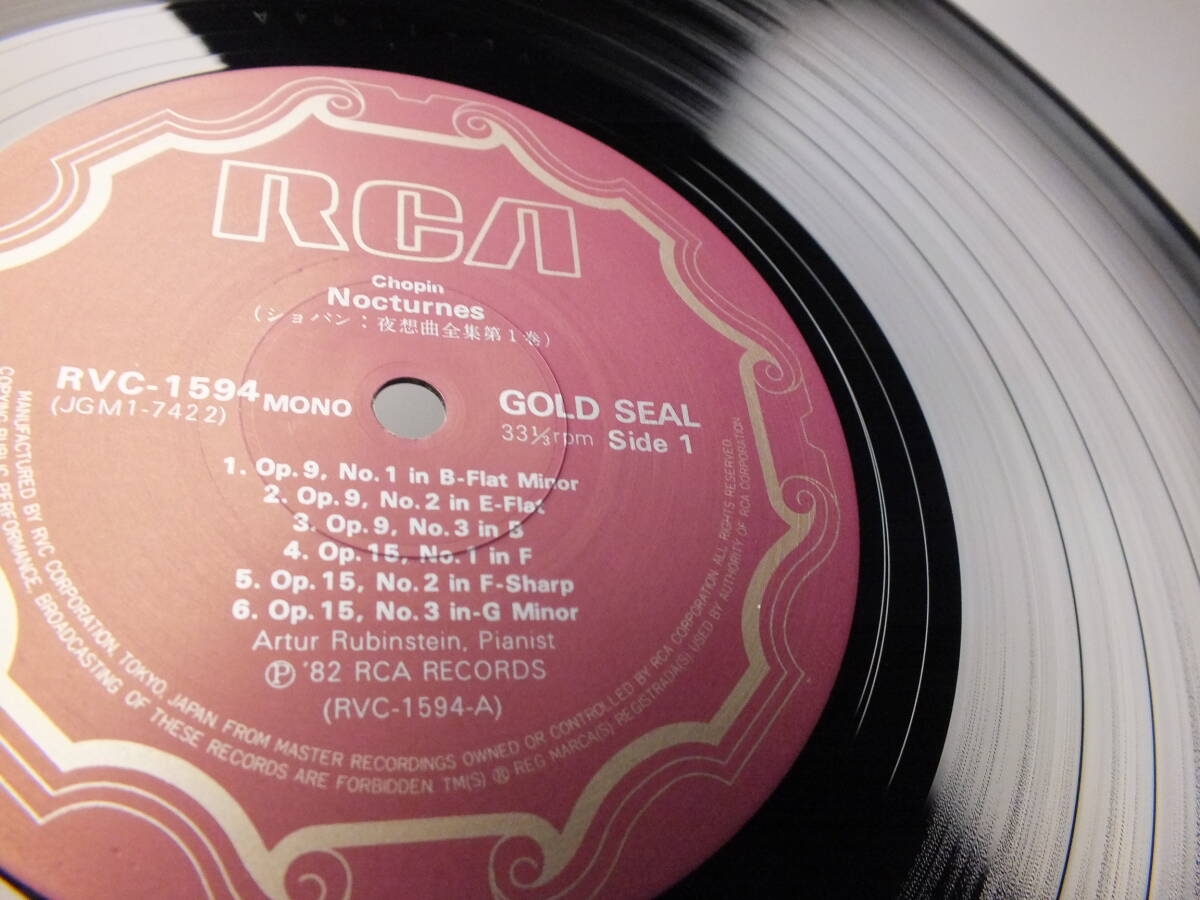 RCA
Chopin
Nocturnes
(ショパン：夜想曲全集第1巻)
RVC-1594 MONO
(JGM1-7422)
GOLD SEAL
33⅓rpm Side 1
1. Op.9, No.1 in B-Flat Minor
2. Op.9, No.2 in E-Flat
3. Op.9, No.3 in B
4. Op.15, No.1 in F
5. Op.15, No.2 in F-Sharp
6. Op.15, No.3 in-G Minor
Artur Rubinstein, Pianist
Ⓟ '82 RCA RECORDS
(RVC-1594-A)
MANUFACTURED BY RVC CORPORATION, TOKYO, JAPAN FROM MASTER RECORDINGS OWNED OR CONTROLLED BY RCA CORPORATION. ALL RIGHTS RESERVED.
COPYING PUBLIC PERFORMANCE, BROADCASTING OF THESE RECORDS ARE FORBIDDEN TM(S) ® REG MARCA(S) REGISTRADA(S) USED BY AUTHORITY OF RCA CORPORATION